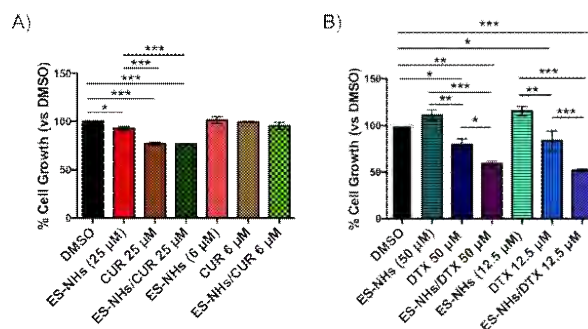 A)
B)
***
***
***
***
*
***
*
**
*
***
***
**
**
***
*
% Cell Growth (vs DMSO)
150
100
50
0
DMSO
ES-NHs (25 µM)
CUR 25 µM
ES-NHs/CUR 25 µM
ES-NHs (6 µM)
CUR 6 µM
ES-NHs/CUR 6 µM
% Cell Growth (vs DMSO)
150
100
50
0
DMSO
ES-NHs (50 µM)
DTX 50 µM
ES-NHs/DTX 50 µM
ES-NHs (12.5 µM)
DTX 12.5 µM
ES-NHs/DTX 12.5 µM